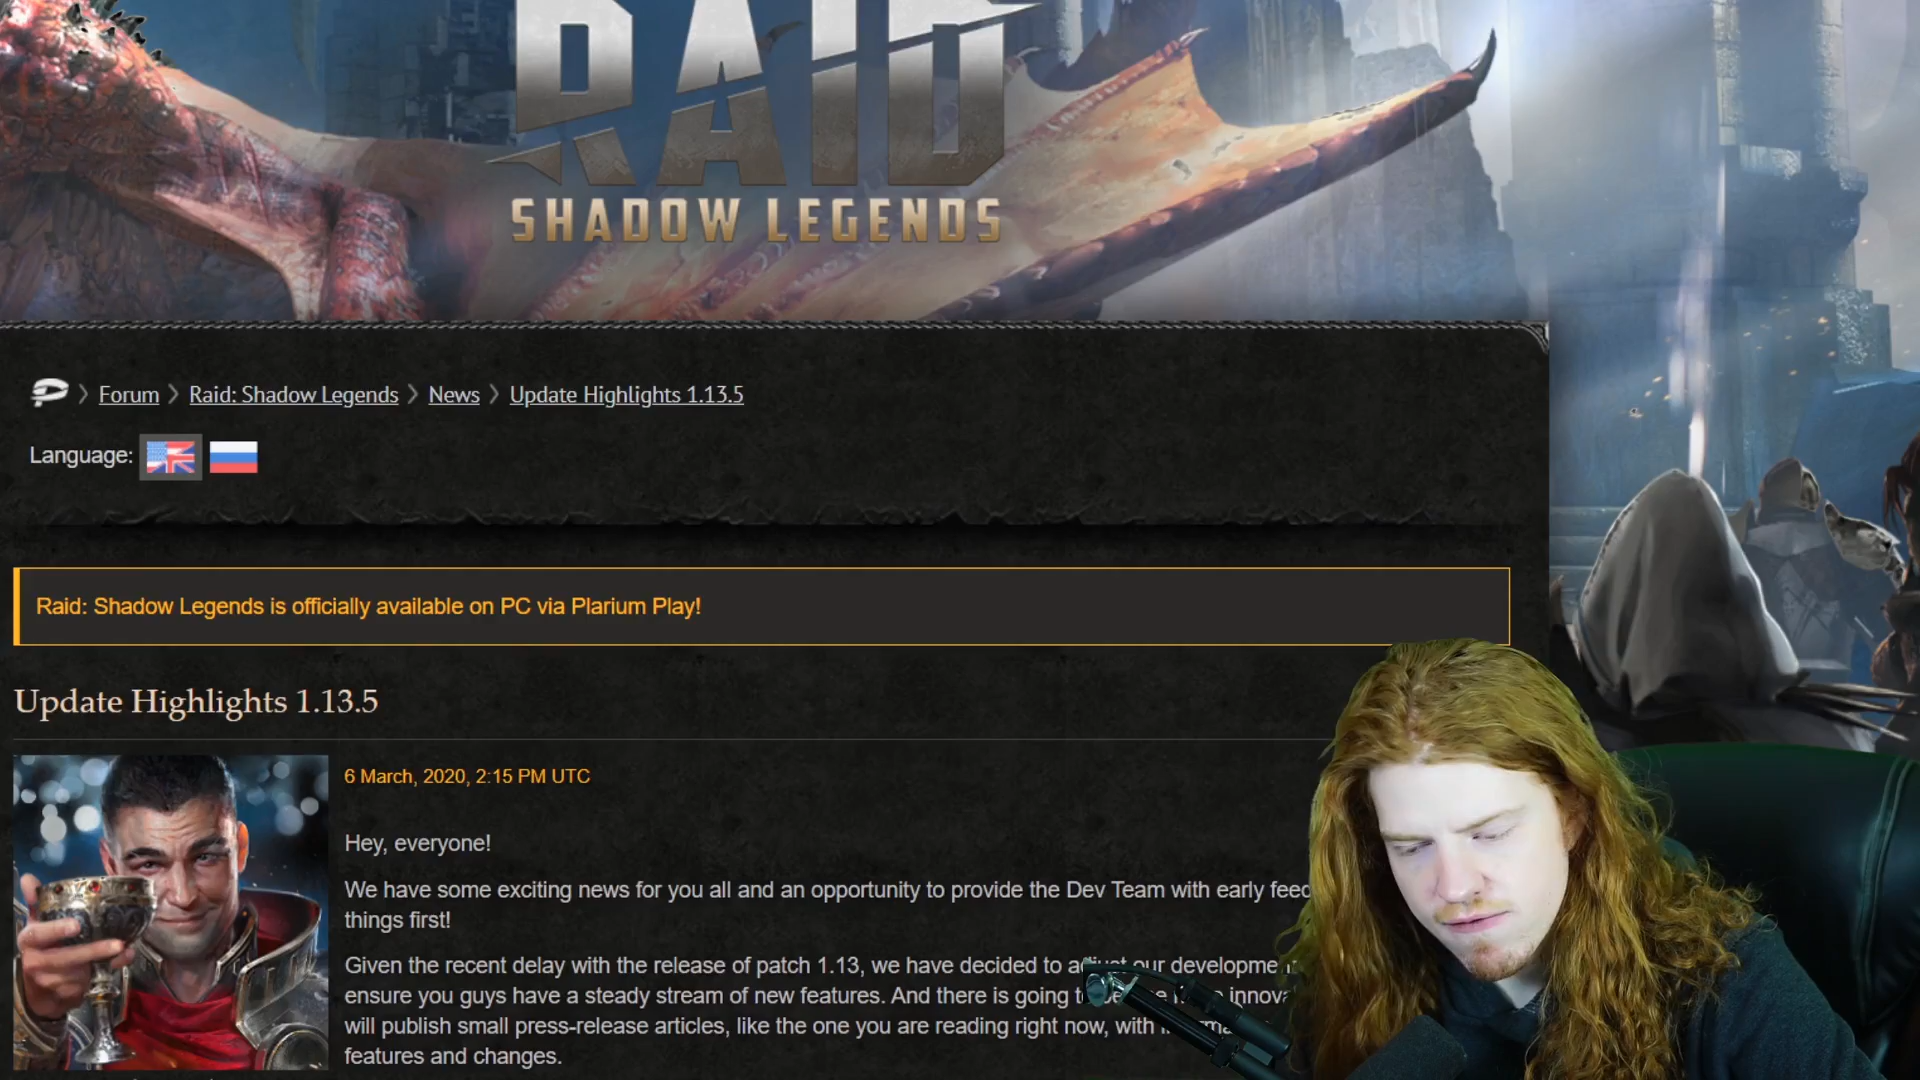 RAID
SHADOW LEGENDS
Forum
Raid: Shadow Legends
News
Update Highlights 1.13.5
Language:
Raid: Shadow Legends is officially available on PC via Plarium Play!
Update Highlights 1.13.5
6 March, 2020, 2:15 PM UTC
Hey, everyone!
We have some exciting news for you all and an opportunity to provide the Dev Team with early
things first!
Given the recent delay with the release of patch 1.13, we have decided to adjust our
ensure you guys have a steady stream of new features. And there is going
will publish small press-release articles, like the one you are reading right now, with
features and changes.